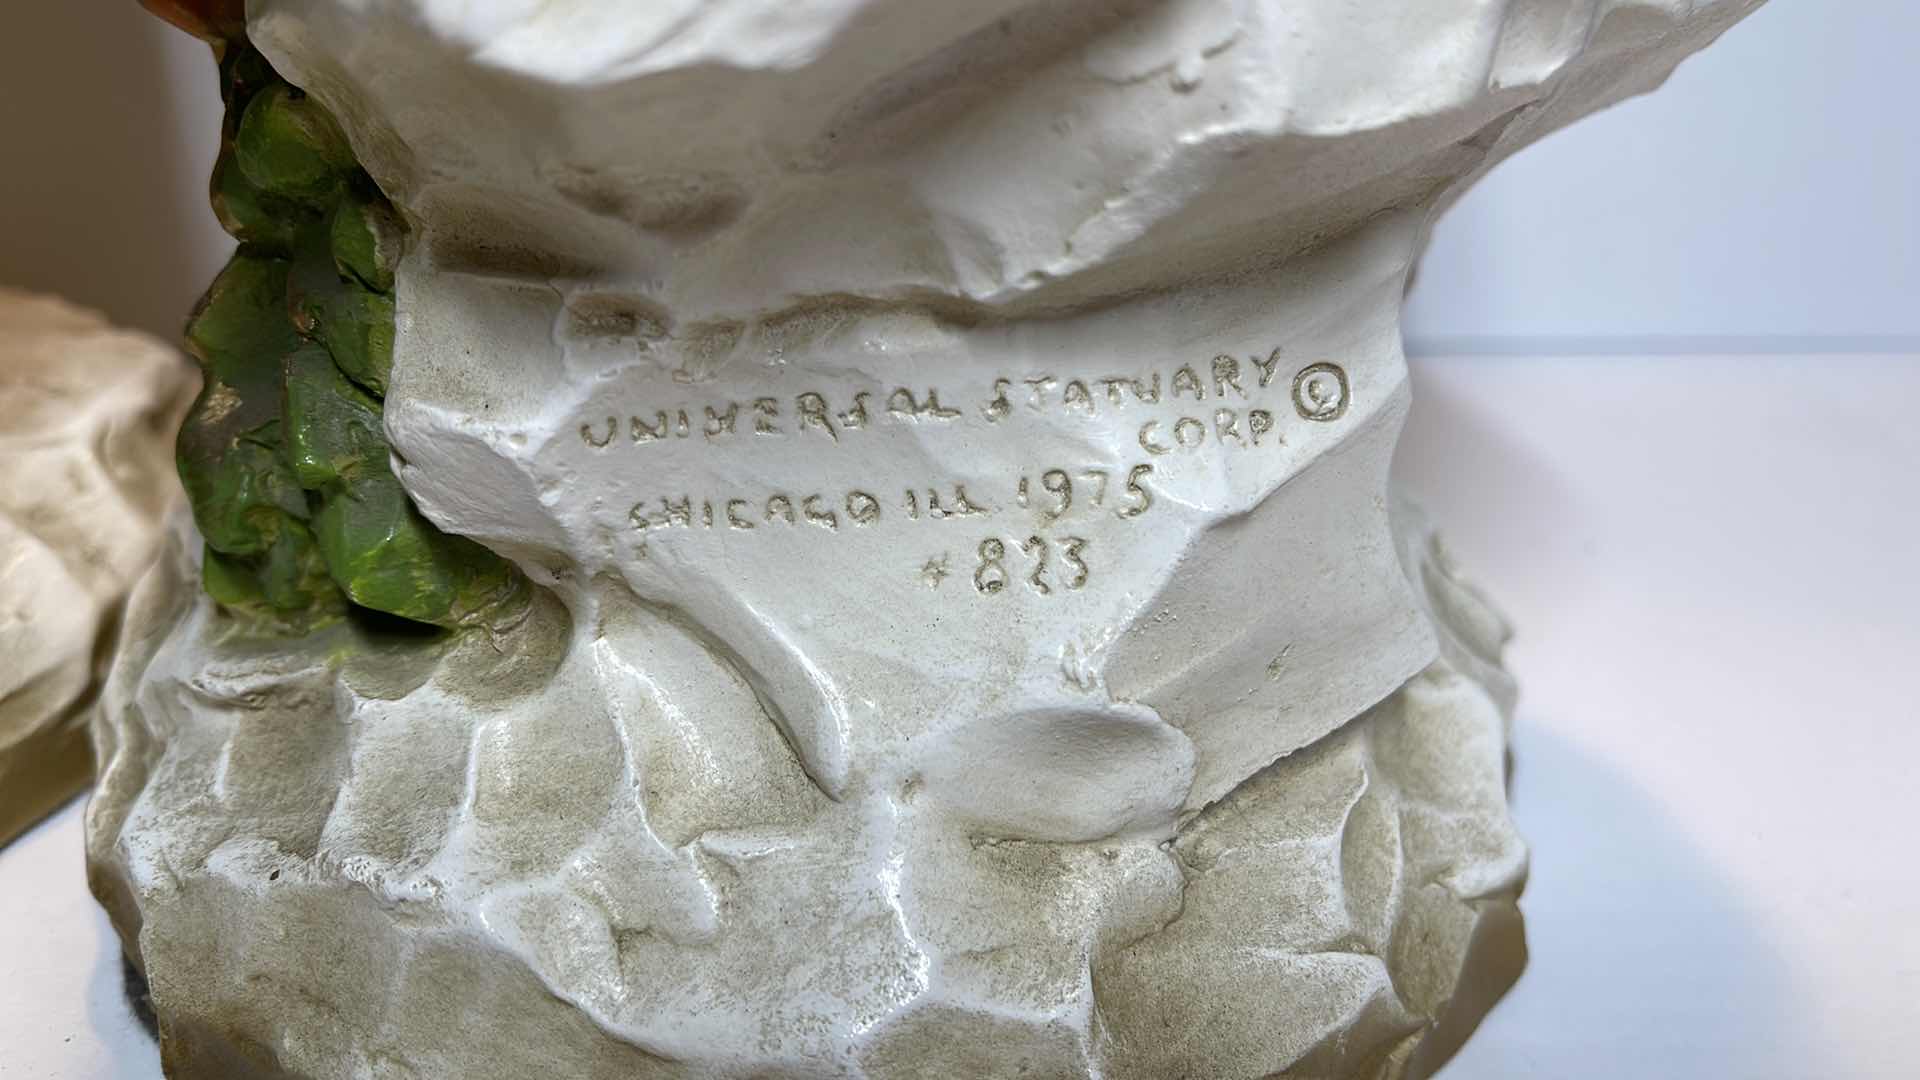 UNIVERSAL STATUARY ©
CORP.
CHICAGO ILL 1975
# 823